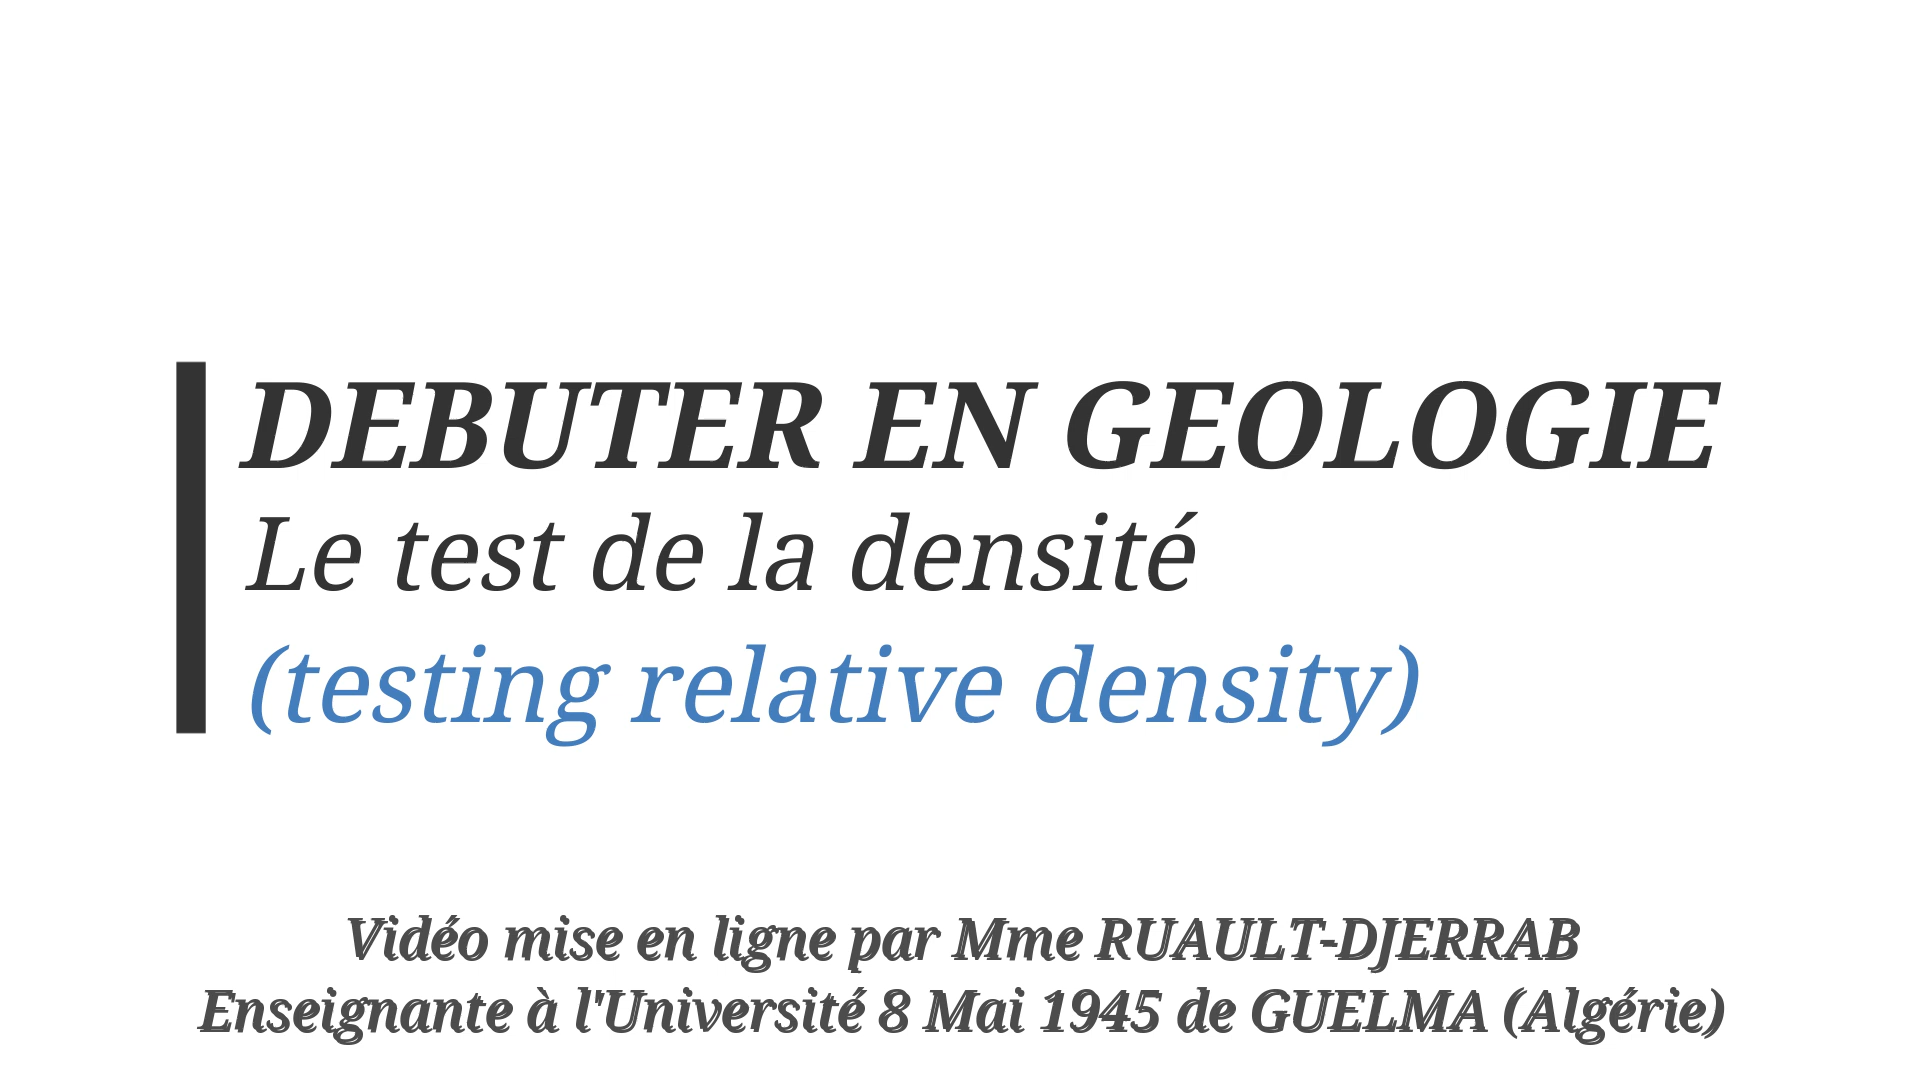 DEBUTER EN GEOLOGIE
Le test de la densité
(testing relative density)
Vidéo mise en ligne par Mme RUAULT-DJERRAB
Enseignante à l'Université 8 Mai 1945 de GUELMA (Algérie)